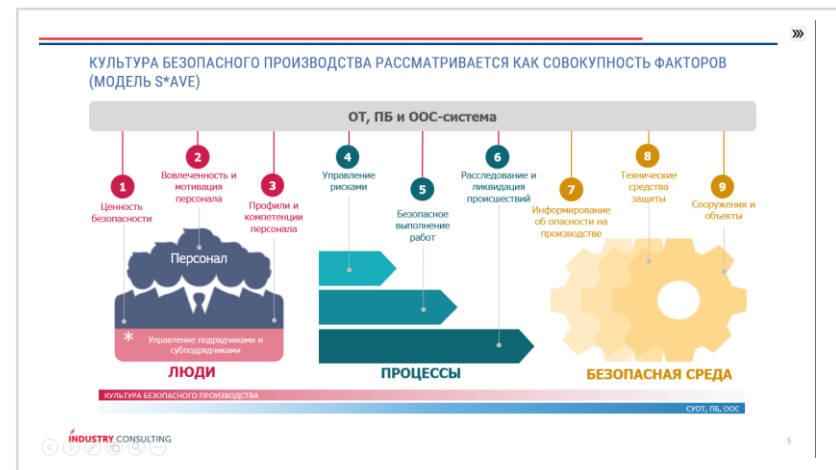 КУЛЬТУРА БЕЗОПАСНОГО ПРОИЗВОДСТВА РАССМАТРИВАЕТСЯ КАК СОВОКУПНОСТЬ ФАКТОРОВ
(МОДЕЛЬ S*AVE)
ОТ, ПБ и ООС-система
1
Ценность
безопасности
2
Вовлеченность и
мотивация
персонала
3
Профили и
компетенции
персонала
4
Управление
рисками
5
Безопасное
выполнение
работ
6
Расследование и
ликвидация
происшествий
7
Информирование
об опасности на
производстве
8
Технические
средства
защиты
9
Сооружения и
объекты
Персонал
* Управление подрядчиками и
субподрядчиками
ЛЮДИ
ПРОЦЕССЫ
БЕЗОПАСНАЯ СРЕДА
КУЛЬТУРА БЕЗОПАСНОГО ПРОИЗВОДСТВА
СУОТ, ПБ, ООС
INDUSTRY CONSULTING
6